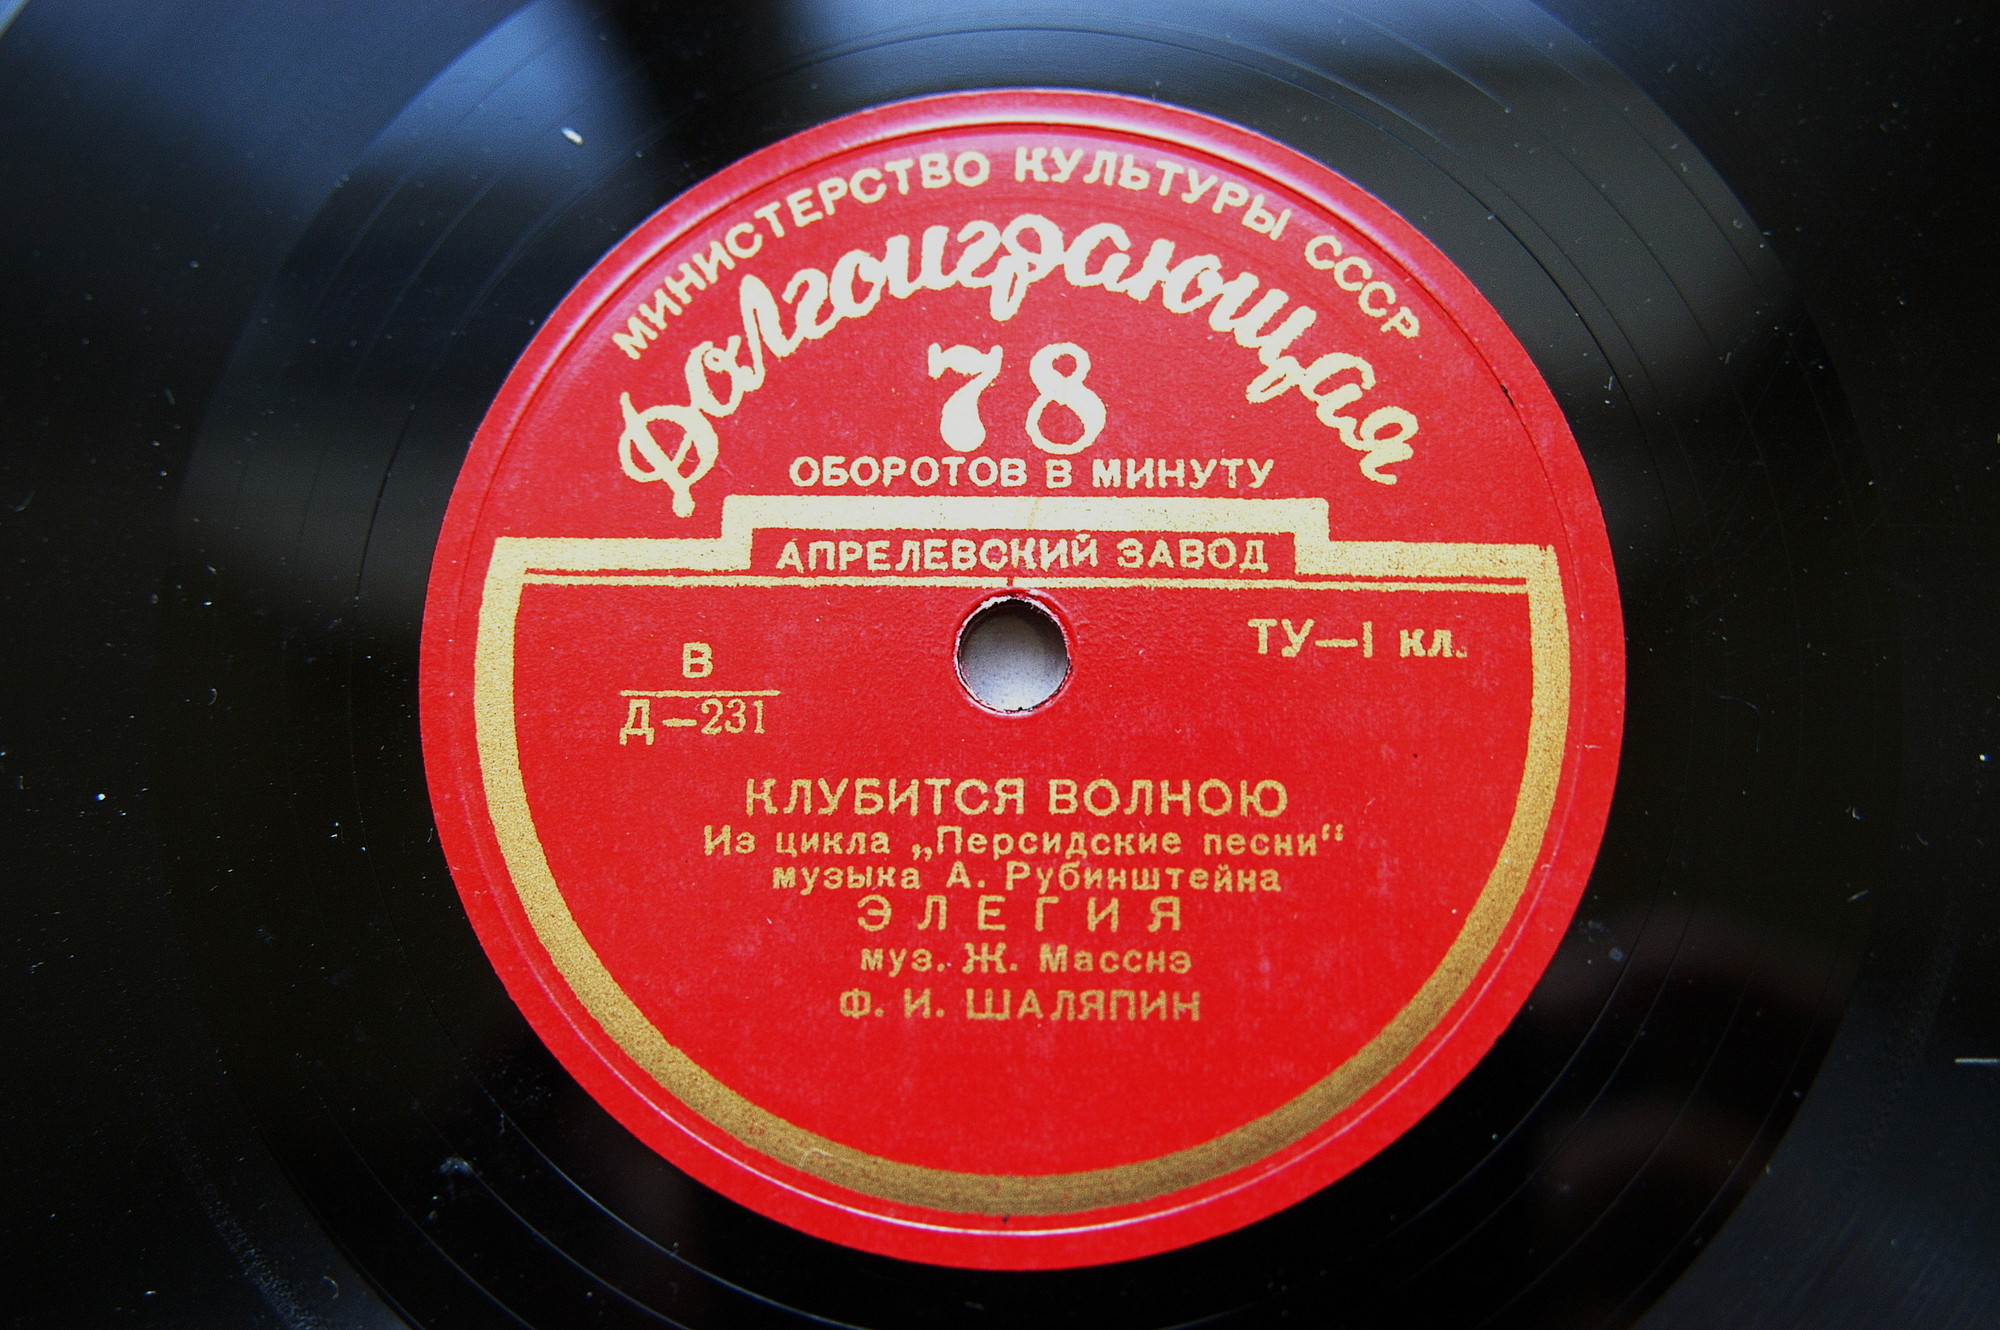 МИНИСТЕРСТВО КУЛЬТУРЫ СССР
Долгоиграющая
78
ОБОРОТОВ В МИНУТУ
АПРЕЛЕВСКИЙ ЗАВОД
ТУ—I кл.
В
Д—231
КЛУБИТСЯ ВОЛНОЮ
Из цикла „Персидские песни“
музыка А. Рубинштейна
ЭЛЕГИЯ
муз. Ж. Масснэ
Ф. И. ШАЛЯПИН